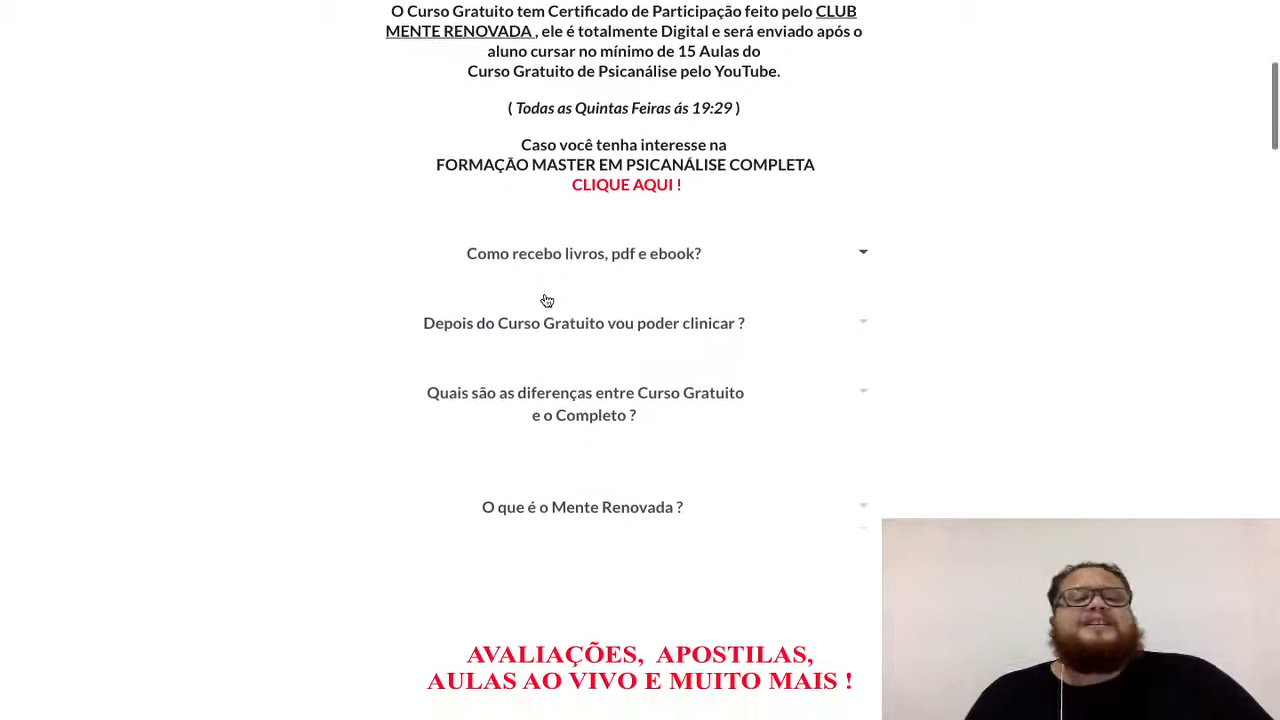 O Curso Gratuito tem Certificado de Participação feito pelo CLUB
MENTE RENOVADA , ele é totalmente Digital e será enviado após o
aluno cursar no mínimo de 15 Aulas do
Curso Gratuito de Psicanálise pelo YouTube.
( Todas as Quintas Feiras ás 19:29 )
Caso você tenha interesse na
FORMAÇÃO MASTER EM PSICANÁLISE COMPLETA
CLIQUE AQUI !
Como recebo livros, pdf e ebook?
Depois do Curso Gratuito vou poder clinicar ?
Quais são as diferenças entre Curso Gratuito
e o Completo ?
O que é o Mente Renovada ?
AVALIAÇÕES, APOSTILAS,
AULAS AO VIVO E MUITO MAIS !